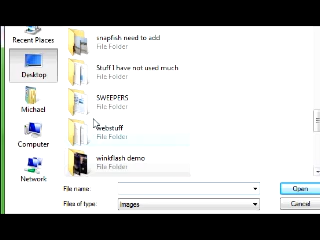 Recent Places
Desktop
Michael
Computer
Network
snapfish need to add
File Folder
Stuff I have not used much
File Folder
SWEEPERS
File Folder
webstuff
File Folder
winkflash demo
File Folder
File name:
Open
Files of type:
Images
Cancel